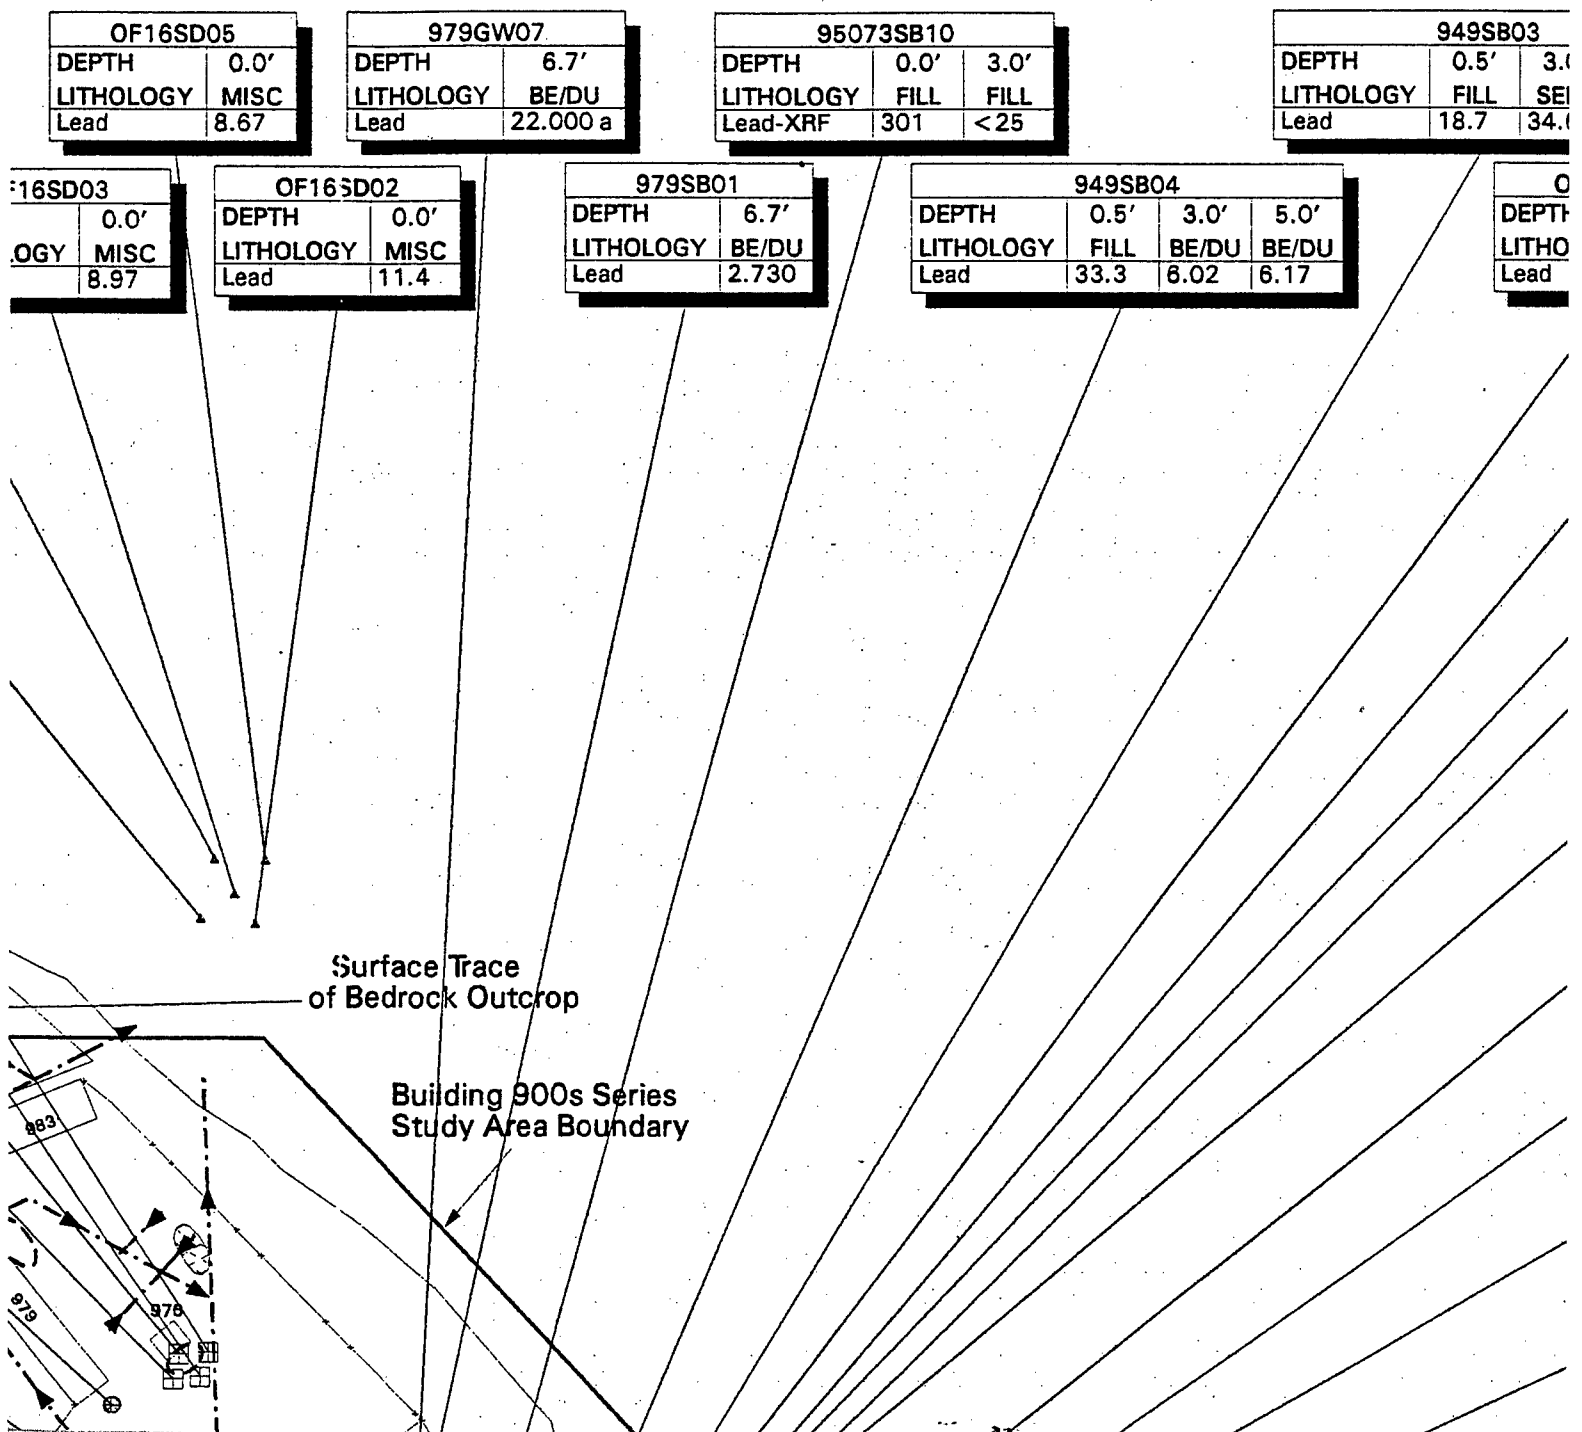 OF16SD05
DEPTH 0.0'
LITHOLOGY MISC
Lead 8.67
979GW07
DEPTH 6.7'
LITHOLOGY BE/DU
Lead 22.000 a
95073SB10
DEPTH 0.0' 3.0'
LITHOLOGY FILL FILL
Lead-XRF 301 <25
949SB03
DEPTH 0.5' 3.
LITHOLOGY FILL SE
Lead 18.7 34.
F16SD03
0.0'
OGY MISC
8.97
OF16SD02
DEPTH 0.0'
LITHOLOGY MISC
Lead 11.4
979SB01
DEPTH 6.7'
LITHOLOGY BE/DU
Lead 2.730
949SB04
DEPTH 0.5' 3.0' 5.0'
LITHOLOGY FILL BE/DU BE/DU
Lead 33.3 6.02 6.17
O
DEPTH
LITHO
Lead
Surface Trace
of Bedrock Outcrop
Building 900s Series
Study Area Boundary
983
979
976